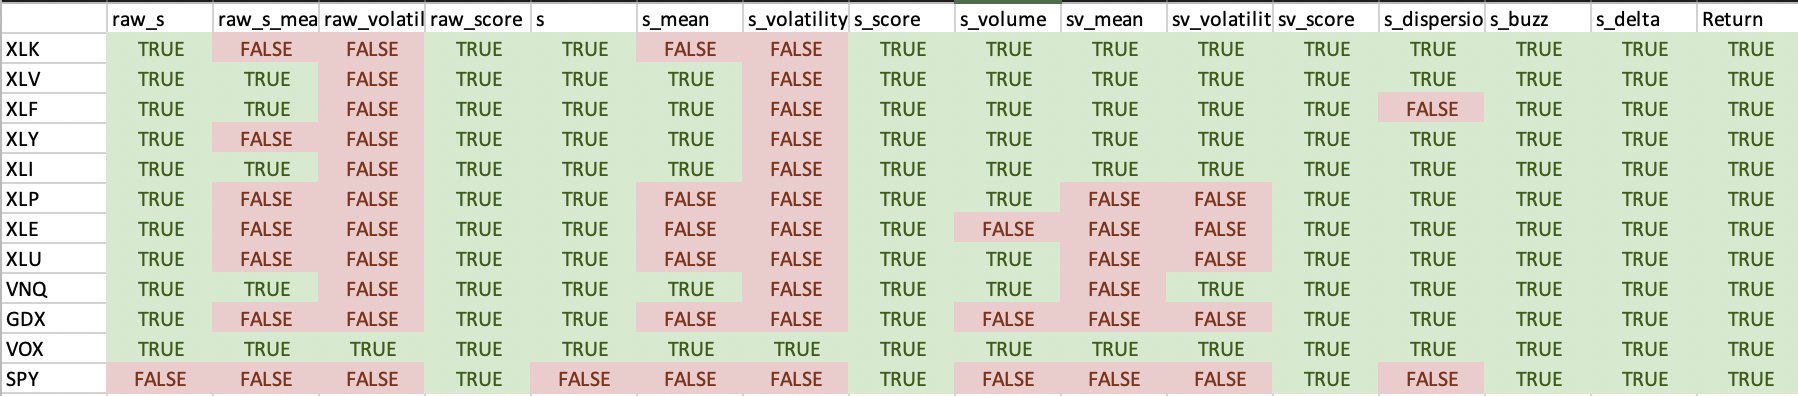 raw_s raw_s_mea raw_volatil raw_score s s_mean s_volatility s_score s_volume sv_mean sv_volatilit sv_score s_dispersio s_buzz s_delta Return
XLK TRUE FALSE FALSE TRUE TRUE FALSE FALSE TRUE TRUE TRUE TRUE TRUE TRUE TRUE TRUE TRUE
XLV TRUE TRUE FALSE TRUE TRUE TRUE FALSE TRUE TRUE TRUE TRUE TRUE TRUE TRUE TRUE TRUE
XLF TRUE TRUE FALSE TRUE TRUE TRUE FALSE TRUE TRUE TRUE TRUE TRUE FALSE TRUE TRUE TRUE
XLY TRUE FALSE FALSE TRUE TRUE TRUE FALSE TRUE TRUE TRUE TRUE TRUE TRUE TRUE TRUE TRUE
XLI TRUE TRUE FALSE TRUE TRUE TRUE FALSE TRUE TRUE TRUE TRUE TRUE TRUE TRUE TRUE TRUE
XLP TRUE FALSE FALSE TRUE TRUE FALSE FALSE TRUE TRUE FALSE FALSE TRUE TRUE TRUE TRUE TRUE
XLE TRUE FALSE FALSE TRUE TRUE FALSE FALSE TRUE FALSE FALSE FALSE TRUE TRUE TRUE TRUE TRUE
XLU TRUE FALSE FALSE TRUE TRUE FALSE FALSE TRUE TRUE FALSE FALSE TRUE TRUE TRUE TRUE TRUE
VNQ TRUE TRUE FALSE TRUE TRUE TRUE FALSE TRUE TRUE FALSE TRUE TRUE TRUE TRUE TRUE TRUE
GDX TRUE FALSE FALSE TRUE TRUE FALSE FALSE TRUE FALSE FALSE FALSE TRUE TRUE TRUE TRUE TRUE
VOX TRUE TRUE TRUE TRUE TRUE TRUE TRUE TRUE TRUE TRUE TRUE TRUE TRUE TRUE TRUE TRUE
SPY FALSE FALSE FALSE TRUE FALSE FALSE FALSE TRUE FALSE FALSE FALSE TRUE FALSE TRUE TRUE TRUE